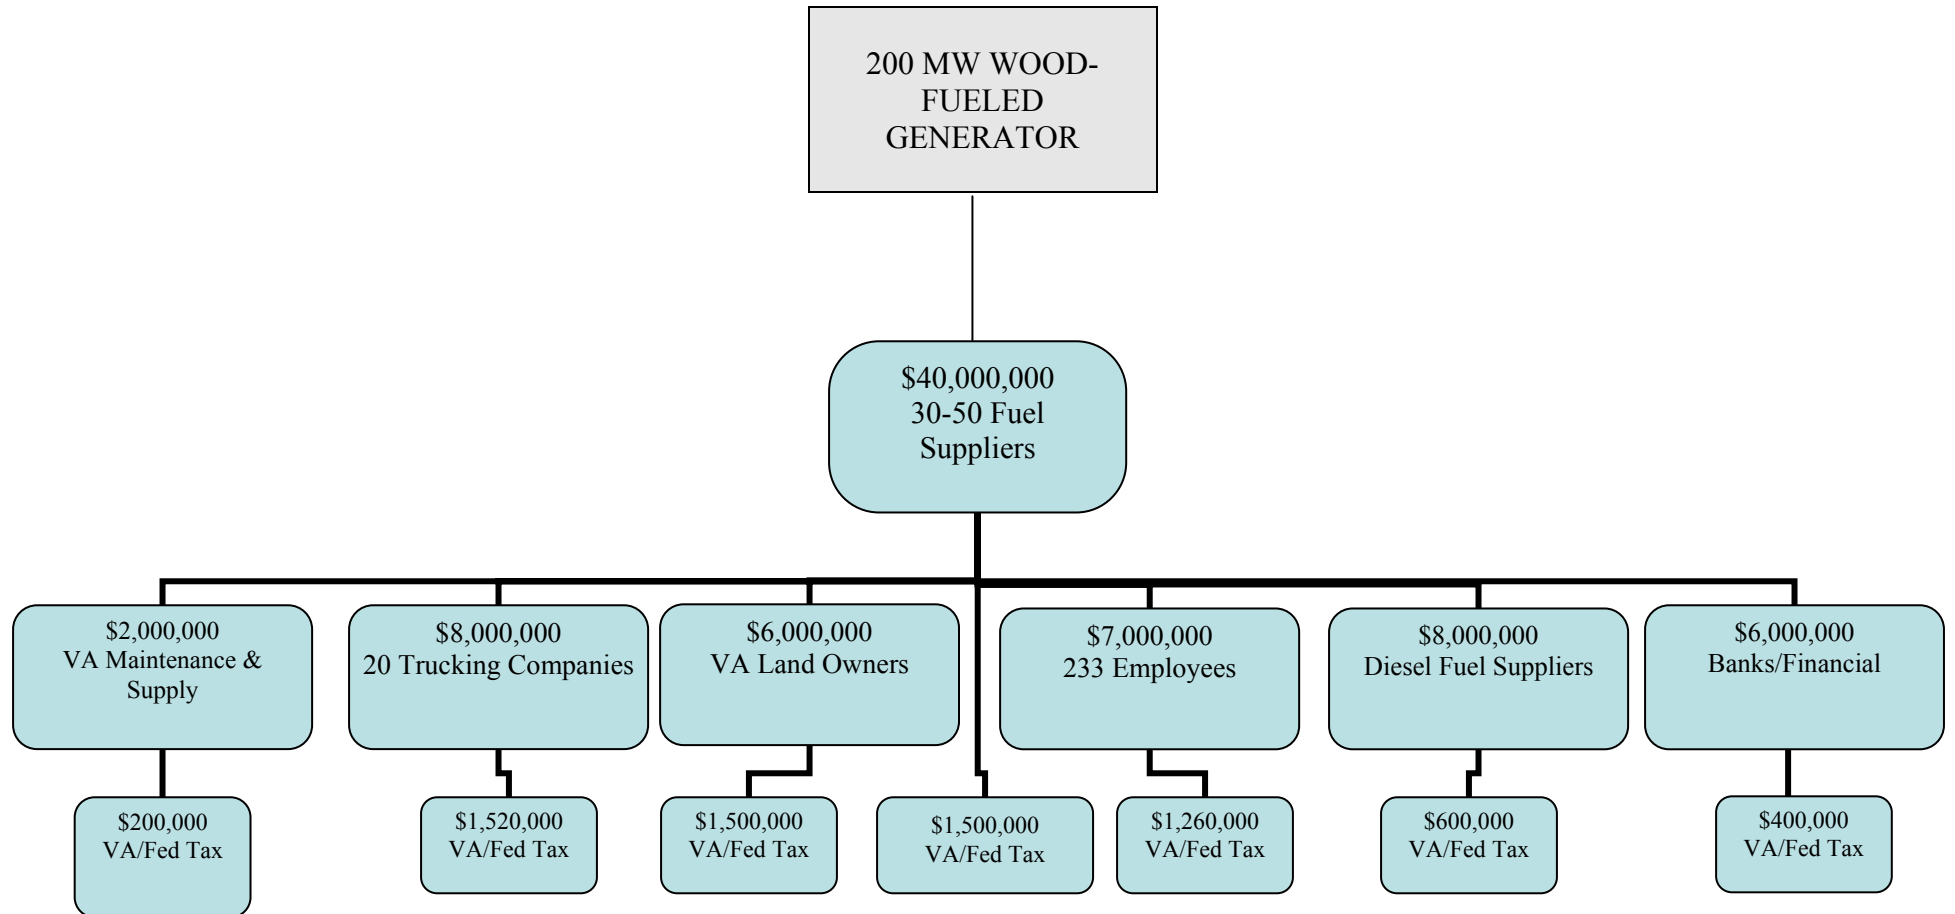 200 MW WOOD-
FUELED
GENERATOR
$40,000,000
30-50 Fuel
Suppliers
$2,000,000
VA Maintenance &
Supply
$8,000,000
20 Trucking Companies
$6,000,000
VA Land Owners
$7,000,000
233 Employees
$8,000,000
Diesel Fuel Suppliers
$6,000,000
Banks/Financial
$200,000
VA/Fed Tax
$1,520,000
VA/Fed Tax
$1,500,000
VA/Fed Tax
$1,500,000
VA/Fed Tax
$1,260,000
VA/Fed Tax
$600,000
VA/Fed Tax
$400,000
VA/Fed Tax